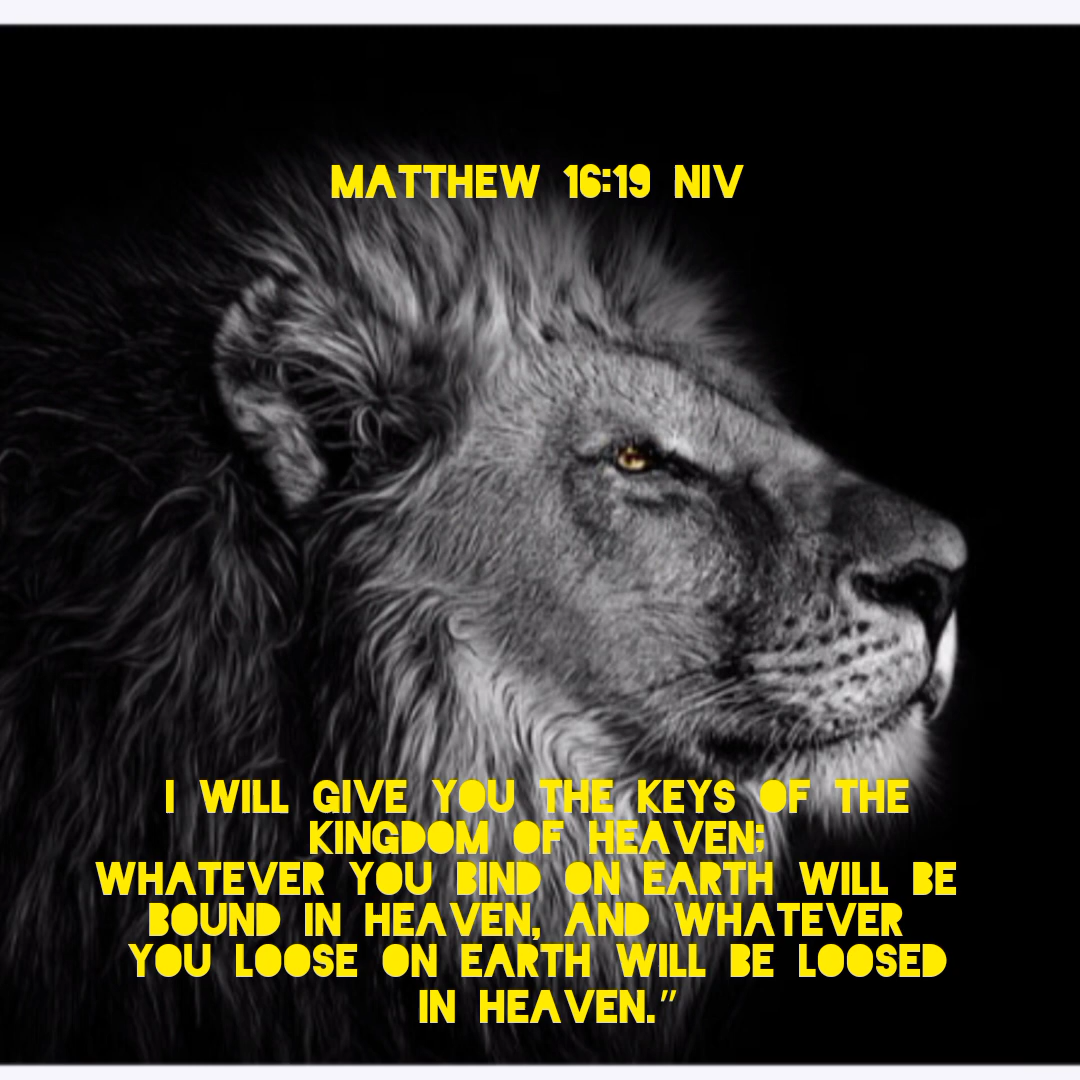 MATTHEW 16:19 NIV
I WILL GIVE YOU THE KEYS OF THE
KINGDOM OF HEAVEN;
WHATEVER YOU BIND ON EARTH WILL BE
BOUND IN HEAVEN, AND WHATEVER
YOU LOOSE ON EARTH WILL BE LOOSED
IN HEAVEN.”